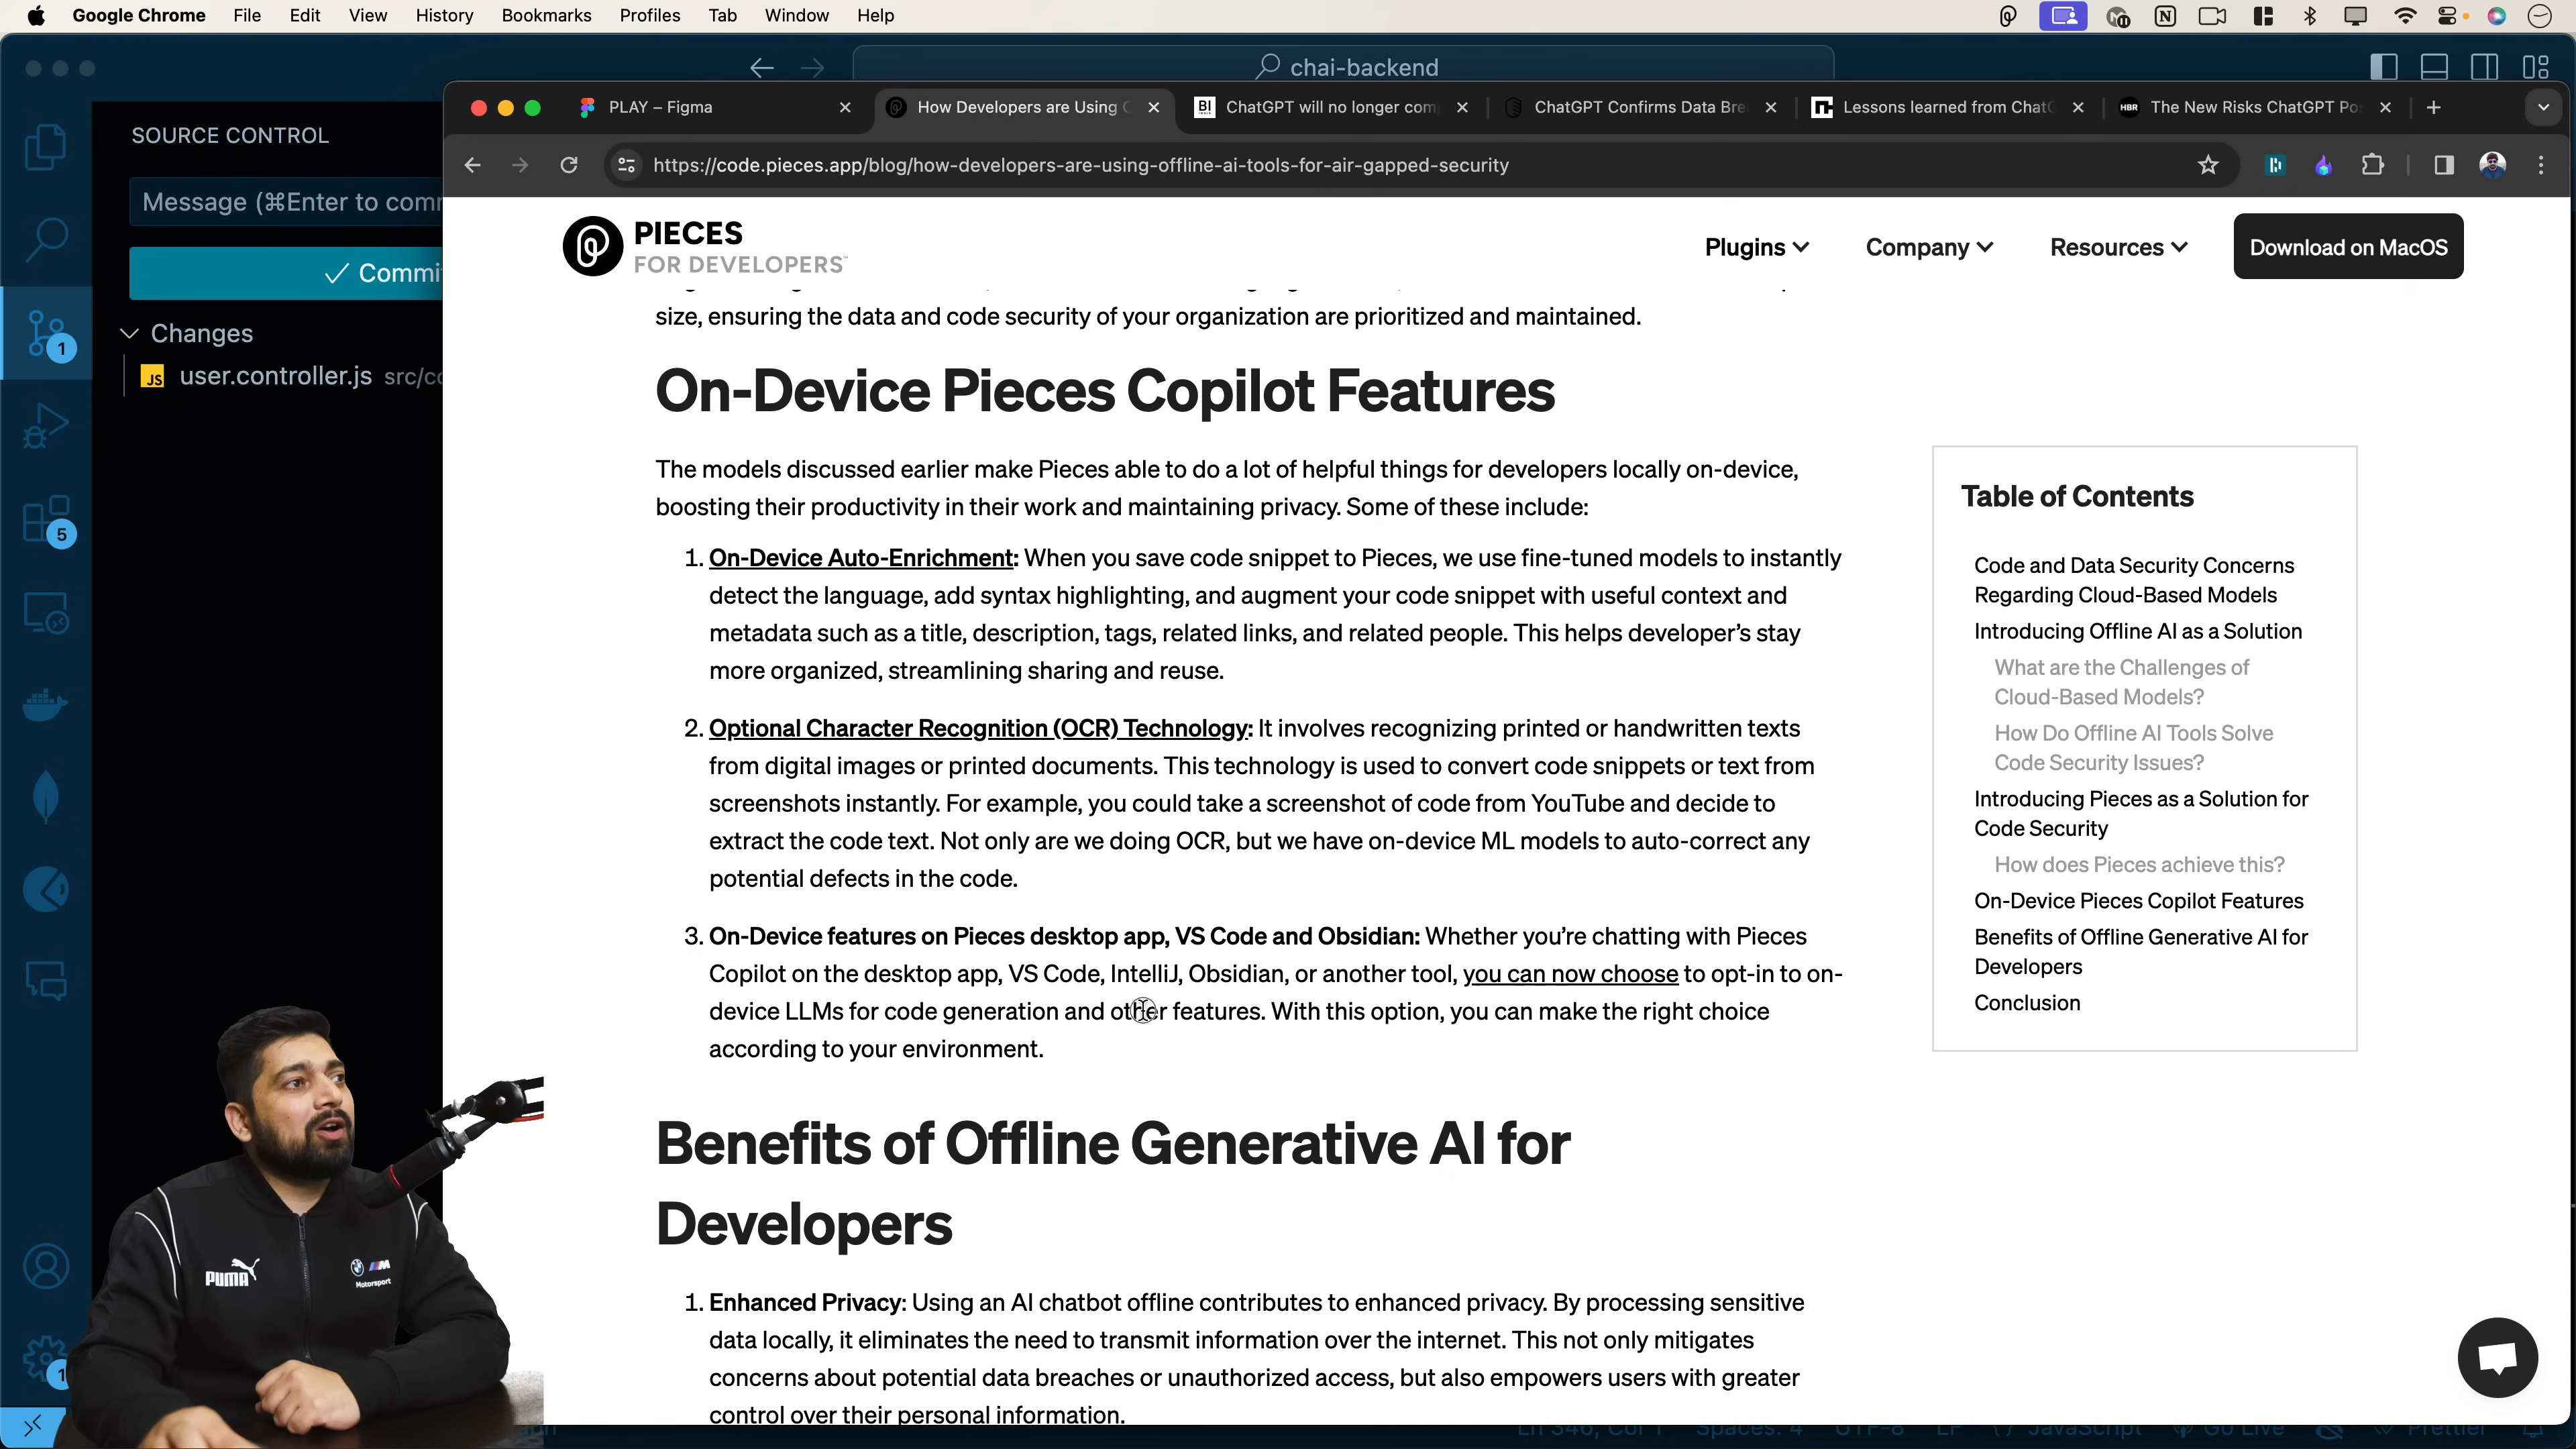 Google Chrome File Edit View History Bookmarks Profiles Tab Window Help
chai-backend
PLAY – Figma
How Developers are Using
BI
ChatGPT will no longer com
ChatGPT Confirms Data Bre
Lessons learned from Chat
HBR
The New Risks ChatGPT Po
https://code.pieces.app/blog/how-developers-are-using-offline-ai-tools-for-air-gapped-security
SOURCE CONTROL
Message (⌘Enter to comm
✓ Commi
Changes
JS user.controller.js src/co
1
5
1
PIECES
FOR DEVELOPERS
Plugins
Company
Resources
Download on MacOS
size, ensuring the data and code security of your organization are prioritized and maintained.
On-Device Pieces Copilot Features
The models discussed earlier make Pieces able to do a lot of helpful things for developers locally on-device,
boosting their productivity in their work and maintaining privacy. Some of these include:
1. On-Device Auto-Enrichment: When you save code snippet to Pieces, we use fine-tuned models to instantly
detect the language, add syntax highlighting, and augment your code snippet with useful context and
metadata such as a title, description, tags, related links, and related people. This helps developer’s stay
more organized, streamlining sharing and reuse.
2. Optional Character Recognition (OCR) Technology: It involves recognizing printed or handwritten texts
from digital images or printed documents. This technology is used to convert code snippets or text from
screenshots instantly. For example, you could take a screenshot of code from YouTube and decide to
extract the code text. Not only are we doing OCR, but we have on-device ML models to auto-correct any
potential defects in the code.
3. On-Device features on Pieces desktop app, VS Code and Obsidian: Whether you’re chatting with Pieces
Copilot on the desktop app, VS Code, IntelliJ, Obsidian, or another tool, you can now choose to opt-in to on-
device LLMs for code generation and other features. With this option, you can make the right choice
according to your environment.
Benefits of Offline Generative AI for
Developers
1. Enhanced Privacy: Using an AI chatbot offline contributes to enhanced privacy. By processing sensitive
data locally, it eliminates the need to transmit information over the internet. This not only mitigates
concerns about potential data breaches or unauthorized access, but also empowers users with greater
control over their personal information.
Table of Contents
Code and Data Security Concerns
Regarding Cloud-Based Models
Introducing Offline AI as a Solution
What are the Challenges of
Cloud-Based Models?
How Do Offline AI Tools Solve
Code Security Issues?
Introducing Pieces as a Solution for
Code Security
How does Pieces achieve this?
On-Device Pieces Copilot Features
Benefits of Offline Generative AI for
Developers
Conclusion
PUMA
Motorsport
Ln 346, Col 1 Spaces: 4 UTF-8 LF {} JavaScript Go Live Prettier